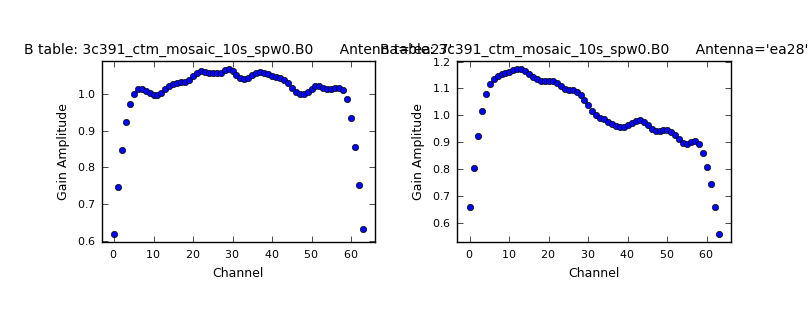 B table: 3c391_ctm_mosaic_10s_spw0.B0 Antenna='ea27'
B table: 3c391_ctm_mosaic_10s_spw0.B0 Antenna='ea28'
1.0
0.9
0.8
0.7
0.6
Gain Amplitude
0 10 20 30 40 50 60
Channel
1.2
1.1
1.0
0.9
0.8
0.7
0.6
Gain Amplitude
0 10 20 30 40 50 60
Channel